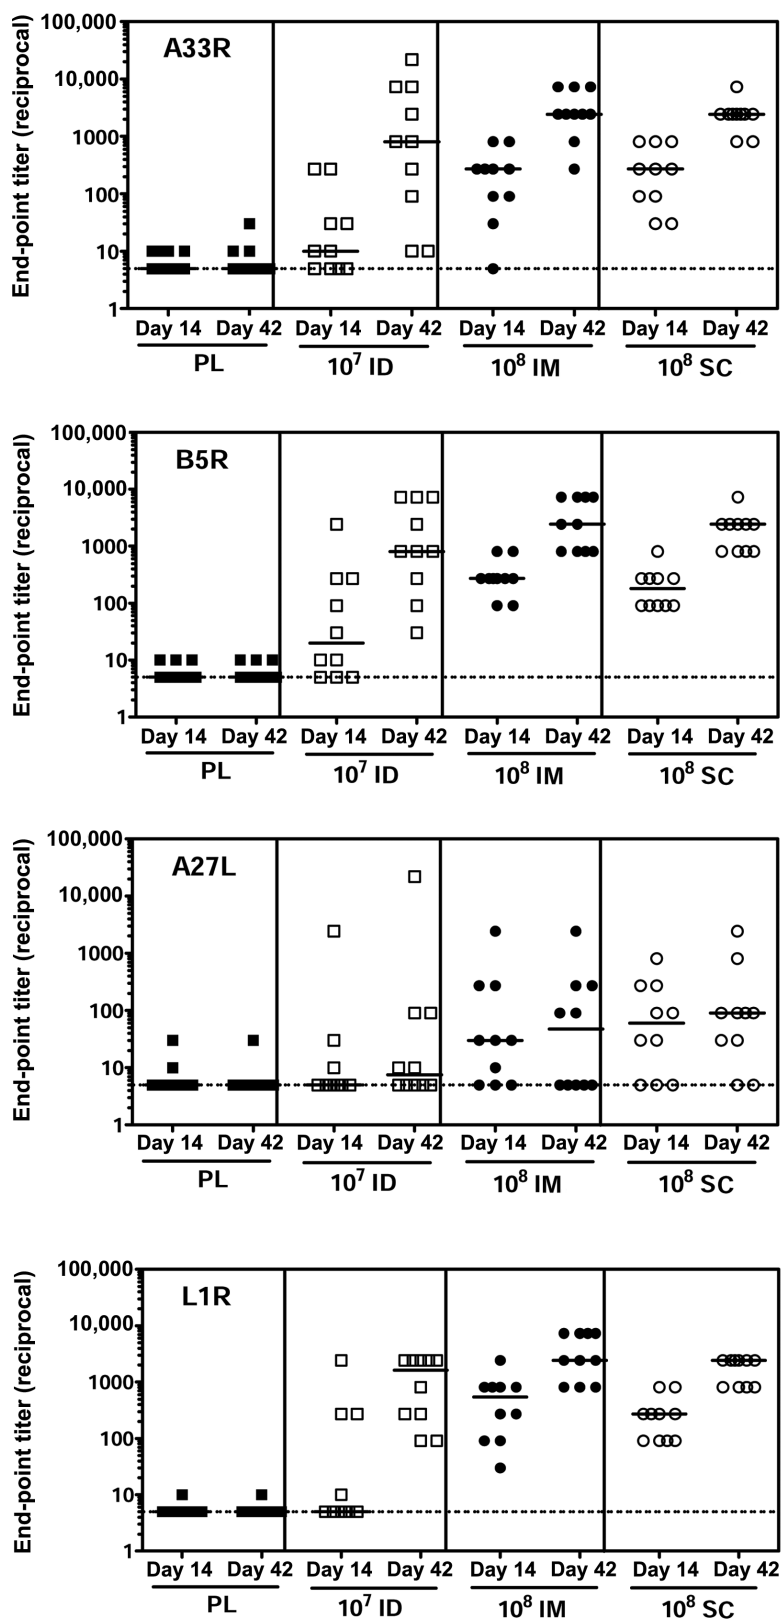 A33R
End-point titer (reciprocal)
100,000
10,000
1000
100
10
1
Day 14 Day 42 Day 14 Day 42 Day 14 Day 42 Day 14 Day 42
PL 10⁷ ID 10⁸ IM 10⁸ SC
B5R
End-point titer (reciprocal)
100,000
10,000
1000
100
10
1
Day 14 Day 42 Day 14 Day 42 Day 14 Day 42 Day 14 Day 42
PL 10⁷ ID 10⁸ IM 10⁸ SC
A27L
End-point titer (reciprocal)
100,000
10,000
1000
100
10
1
Day 14 Day 42 Day 14 Day 42 Day 14 Day 42 Day 14 Day 42
PL 10⁷ ID 10⁸ IM 10⁸ SC
L1R
End-point titer (reciprocal)
100,000
10,000
1000
100
10
1
Day 14 Day 42 Day 14 Day 42 Day 14 Day 42 Day 14 Day 42
PL 10⁷ ID 10⁸ IM 10⁸ SC